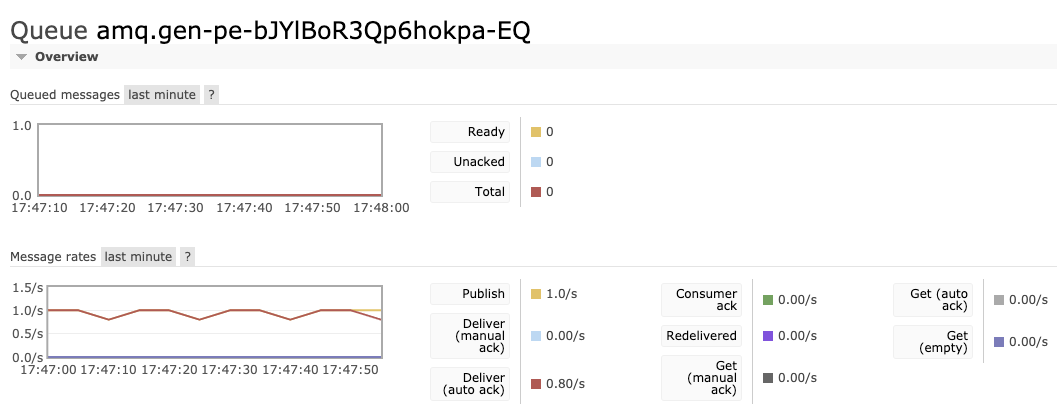 Queue amq.gen-pe-bJYlBoR3Qp6hokpa-EQ
Overview
Queued messages last minute ?
1.0
0.0
17:47:10 17:47:20 17:47:30 17:47:40 17:47:50 17:48:00
Ready 0
Unacked 0
Total 0
Message rates last minute ?
1.5/s
1.0/s
0.5/s
0.0/s
17:47:00 17:47:10 17:47:20 17:47:30 17:47:40 17:47:50
Publish 1.0/s
Deliver
(manual
ack) 0.00/s
Deliver
(auto ack) 0.80/s
Consumer
ack 0.00/s
Redelivered 0.00/s
Get
(manual
ack) 0.00/s
Get (auto
ack) 0.00/s
Get
(empty) 0.00/s